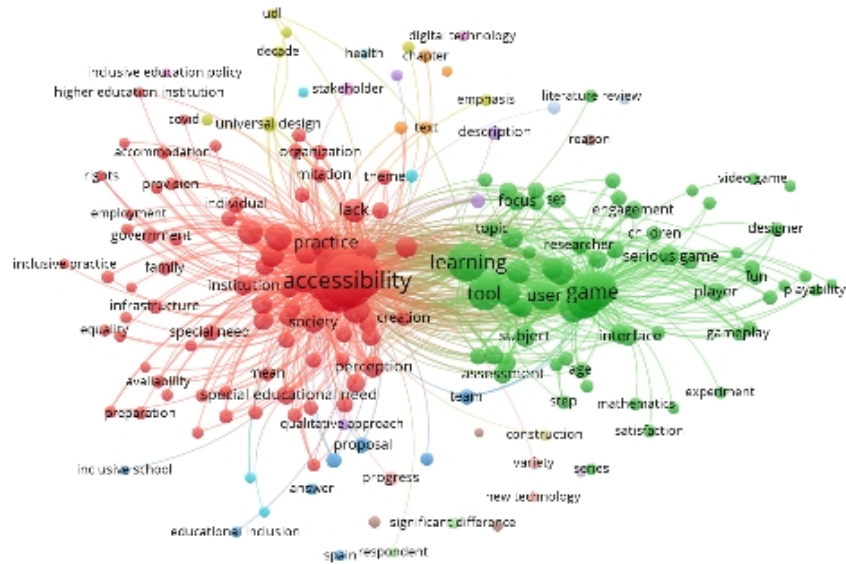 udl
digital technology
decade
health
chapter
inclusive education policy
stakeholder
higher education institution
emphasis
literature review
covid
universal design
text
description
reason
accommodation
organization
rights
provision
mitation
theme
video game
individual
lack
focus
set
employment
engagement
government
practice
topic
researcher
children
designer
inclusive practice
family
learning
serious game
institution
accessibility
fun
infrastructure
tool
user
game
player
playability
equality
special need
society
creation
subject
interface
gameplay
mean
perception
assessment
age
availability
special educational need
team
step
mathematics
experiment
preparation
qualitative approach
construction
satisfaction
proposal
inclusive school
variety
series
answer
progress
new technology
educational inclusion
significant difference
spain
respondent